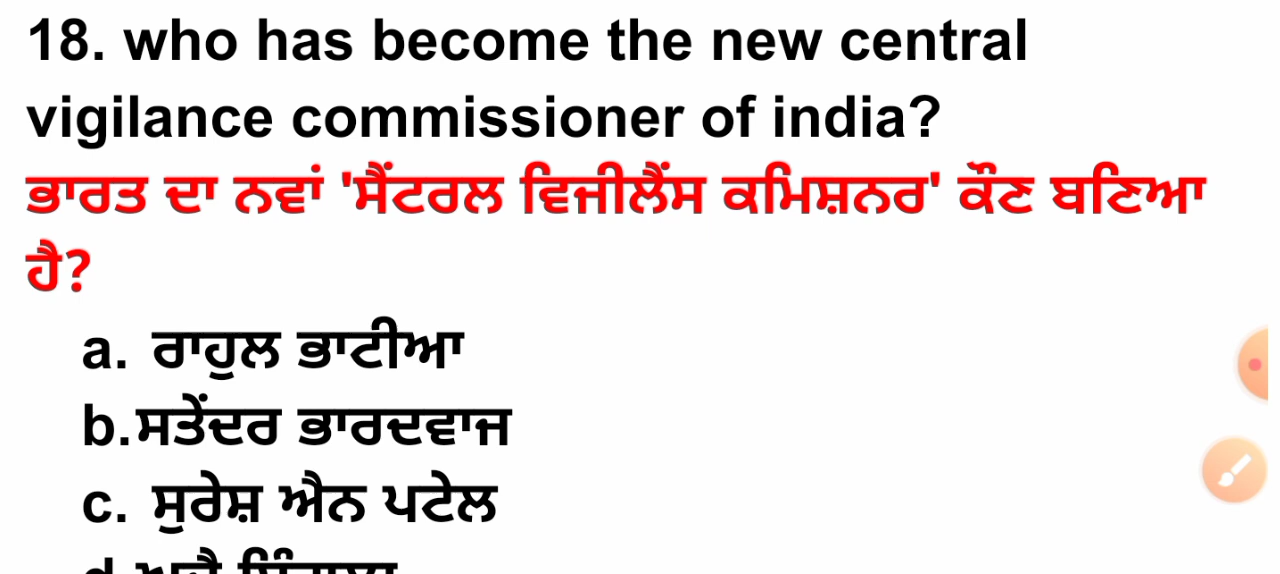 18. who has become the new central
vigilance commissioner of india?
ਭਾਰਤ ਦਾ ਨਵਾਂ 'ਸੈਂਟਰਲ ਵਿਜੀਲੈਂਸ ਕਮਿਸ਼ਨਰ' ਕੌਣ ਬਣਿਆ
ਹੈ?
a. ਰਾਹੁਲ ਭਾਟੀਆ
b.ਸਤੇਂਦਰ ਭਾਰਦਵਾਜ
c. ਸੁਰੇਸ਼ ਐਨ ਪਟੇਲ